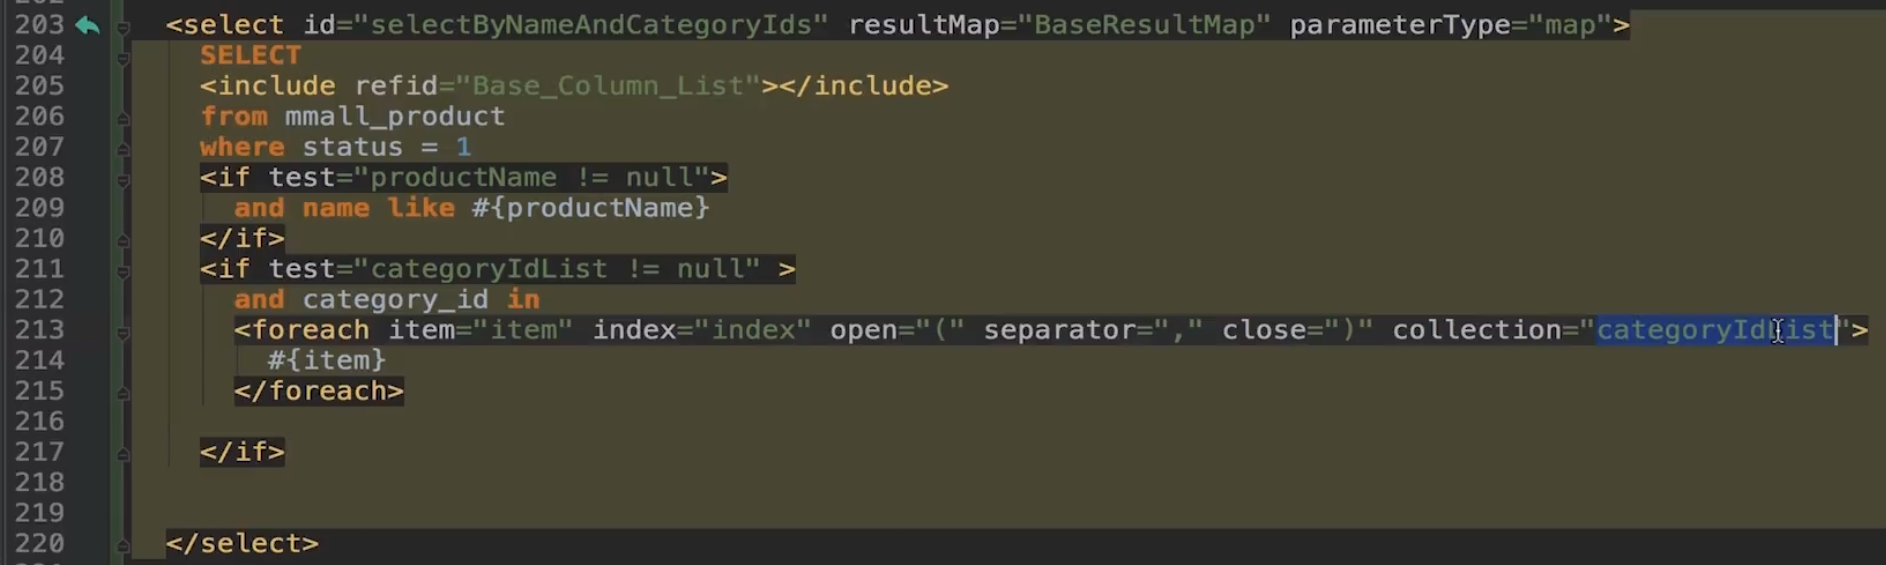 203 <select id="selectByNameAndCategoryIds" resultMap="BaseResultMap" parameterType="map">
204 SELECT
205 <include refid="Base_Column_List"></include>
206 from mmall_product
207 where status = 1
208 <if test="productName != null">
209 and name like #{productName}
210 </if>
211 <if test="categoryIdList != null" >
212 and category_id in
213 <foreach item="item" index="index" open="(" separator="," close=")" collection="categoryIdList">
214 #{item}
215 </foreach>
216
217 </if>
218
219
220 </select>